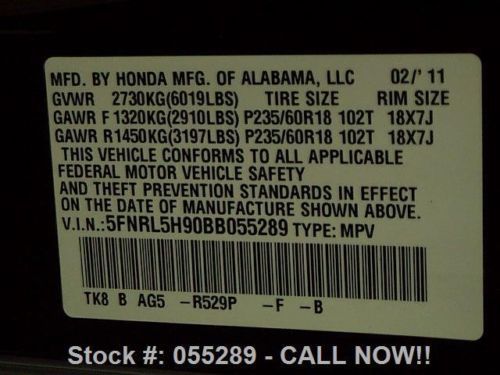 MFD. BY HONDA MFG. OF ALABAMA, LLC 02/'11
GVWR 2730KG(6019LBS) TIRE SIZE RIM SIZE
GAWR F 1320KG(2910LBS) P235/60R18 102T 18X7J
GAWR R1450KG(3197LBS) P235/60R18 102T 18X7J
THIS VEHICLE CONFORMS TO ALL APPLICABLE
FEDERAL MOTOR VEHICLE SAFETY
AND THEFT PREVENTION STANDARDS IN EFFECT
ON THE DATE OF MANUFACTURE SHOWN ABOVE.
V.I.N.:5FNRL5H90BB055289 TYPE: MPV
TK8 B AG5 -R529P -F -B
Stock #: 055289 - CALL NOW!!